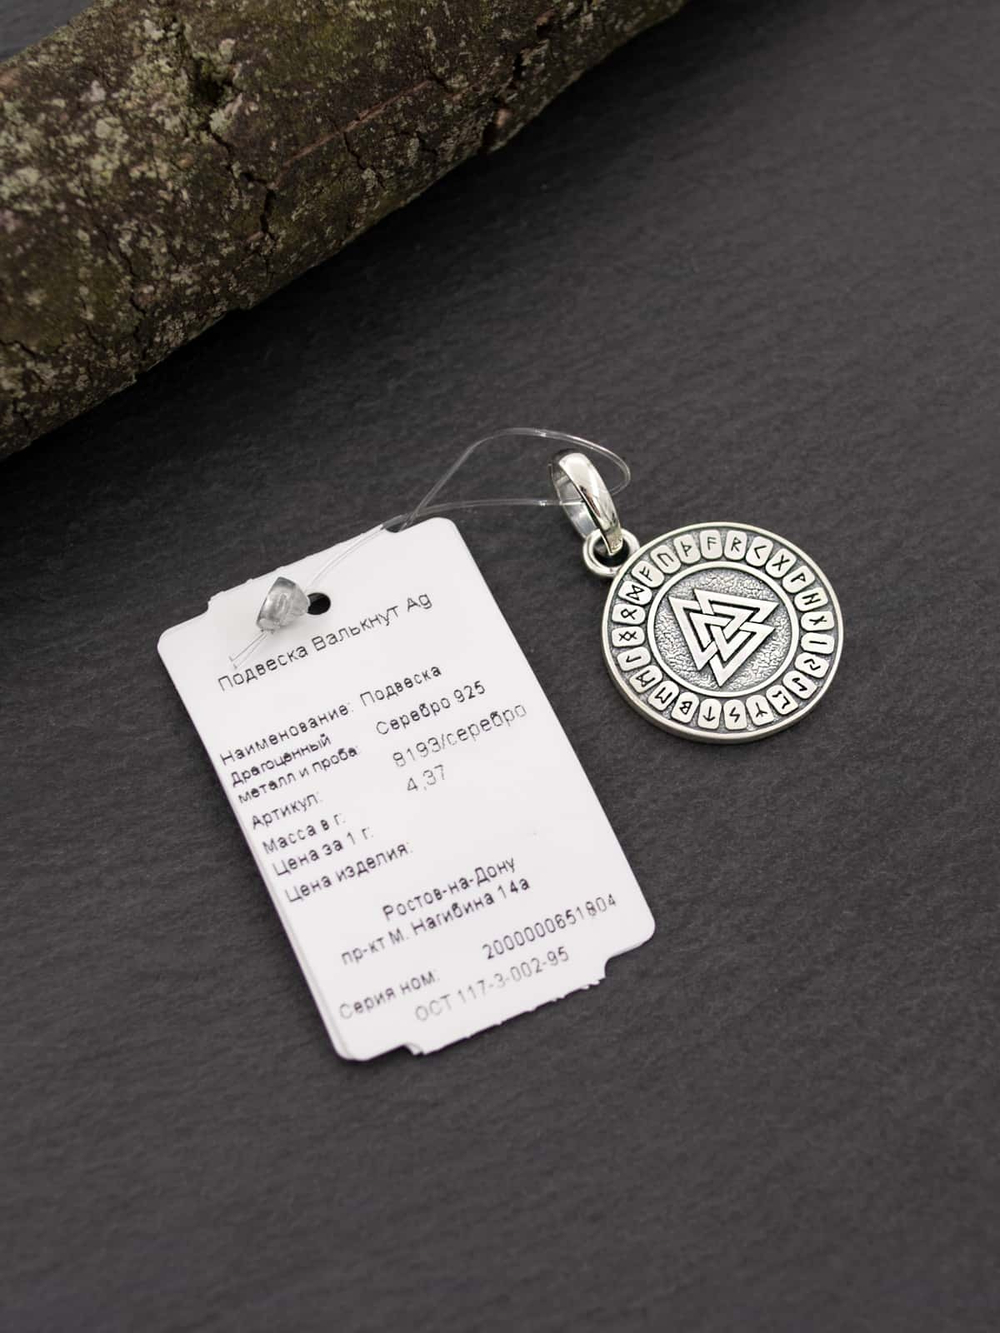 Подвеска Валькнут Ag
Наименование: Подвеска
Драгоценный
металл и проба: Серебро 925
Артикул: 8193/серебро
Масса в г: 4,37
Цена за 1 г:
Цена изделия:
Ростов-на-Дону
пр-кт М. Нагибина 14а
2000000651804
Серия ном:
ОСТ 117-3-002-95